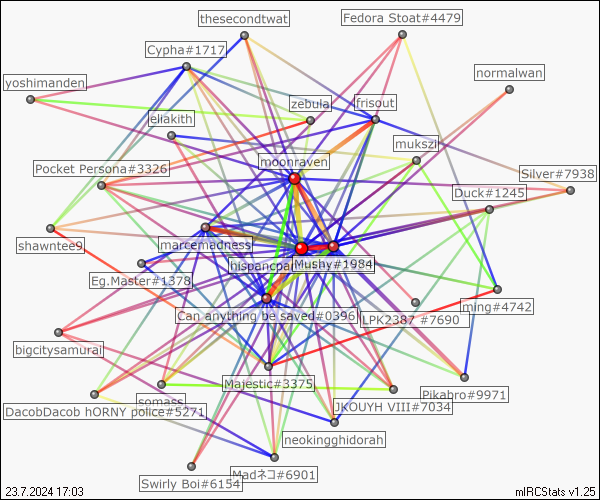 thesecondtwat
Fedora Stoat#4479
Cypha#1717
normalwan
yoshimanden
zebula
frisout
eliakith
mukszi
moonraven
Pocket Persona#3326
Silver#7938
Duck#1245
shawntee9
marcemadness
hispancpan
Mushy#1984
Eg.Master#1378
ming#4742
Can anything be saved#0396
LPK2387 #7690
bigcitysamurai
Majestic#3375
Pikabro#9971
somass
JKOUYH VIII#7034
DacobDacob hORNY police#5271
neokingghidorah
Madネコ#6901
Swirly Boi#6154
23.7.2024 17:03
mIRCStats v1.25